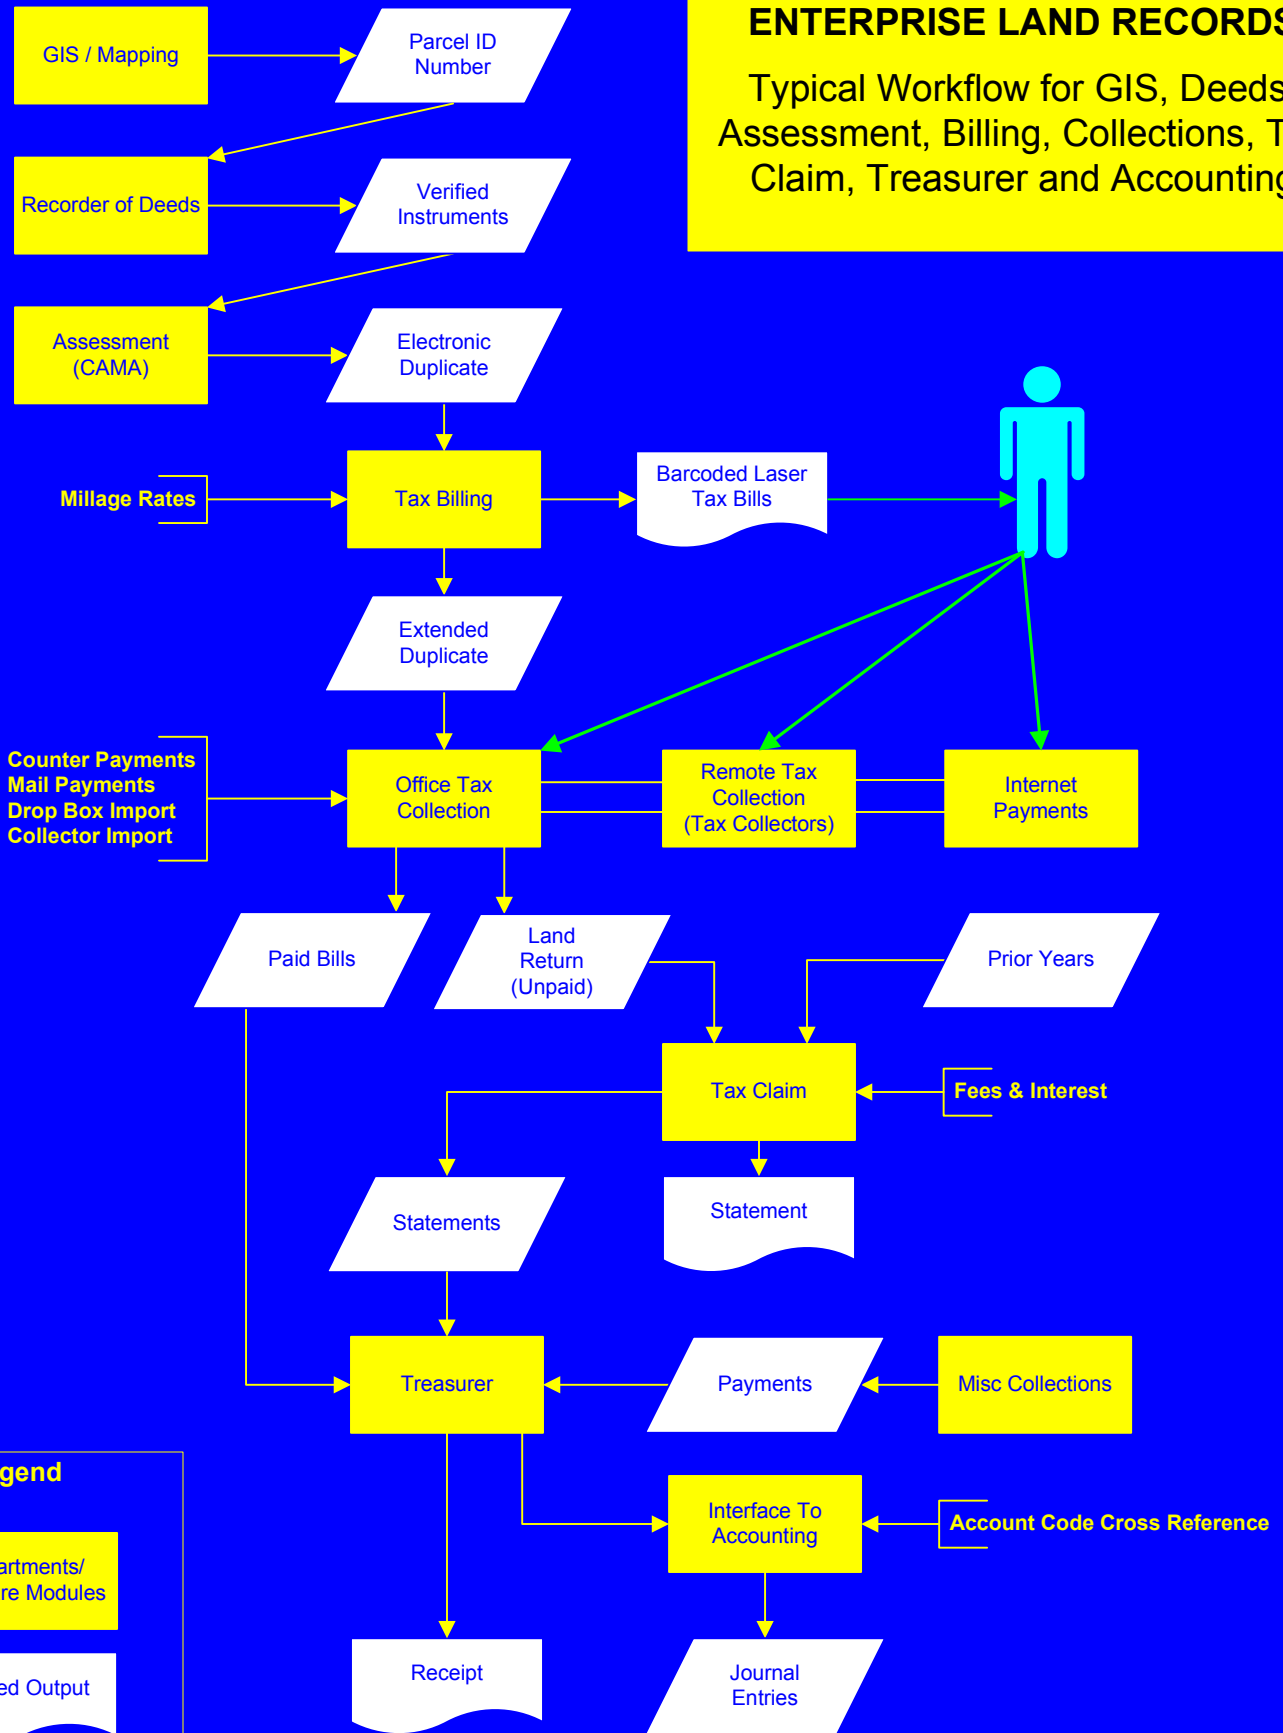 ENTERPRISE LAND RECORDS
Typical Workflow for GIS, Deeds
Assessment, Billing, Collections, T
Claim, Treasurer and Accounting
GIS / Mapping
Parcel ID
Number
Recorder of Deeds
Verified
Instruments
Assessment
(CAMA)
Electronic
Duplicate
Millage Rates
Tax Billing
Barcoded Laser
Tax Bills
Extended
Duplicate
Counter Payments
Mail Payments
Drop Box Import
Collector Import
Office Tax
Collection
Remote Tax
Collection
(Tax Collectors)
Internet
Payments
Paid Bills
Land
Return
(Unpaid)
Prior Years
Tax Claim
Fees & Interest
Statements
Statement
Treasurer
Payments
Misc Collections
Interface To
Accounting
Account Code Cross Reference
Receipt
Journal
Entries
gend
artments/
re Modules
ed Output